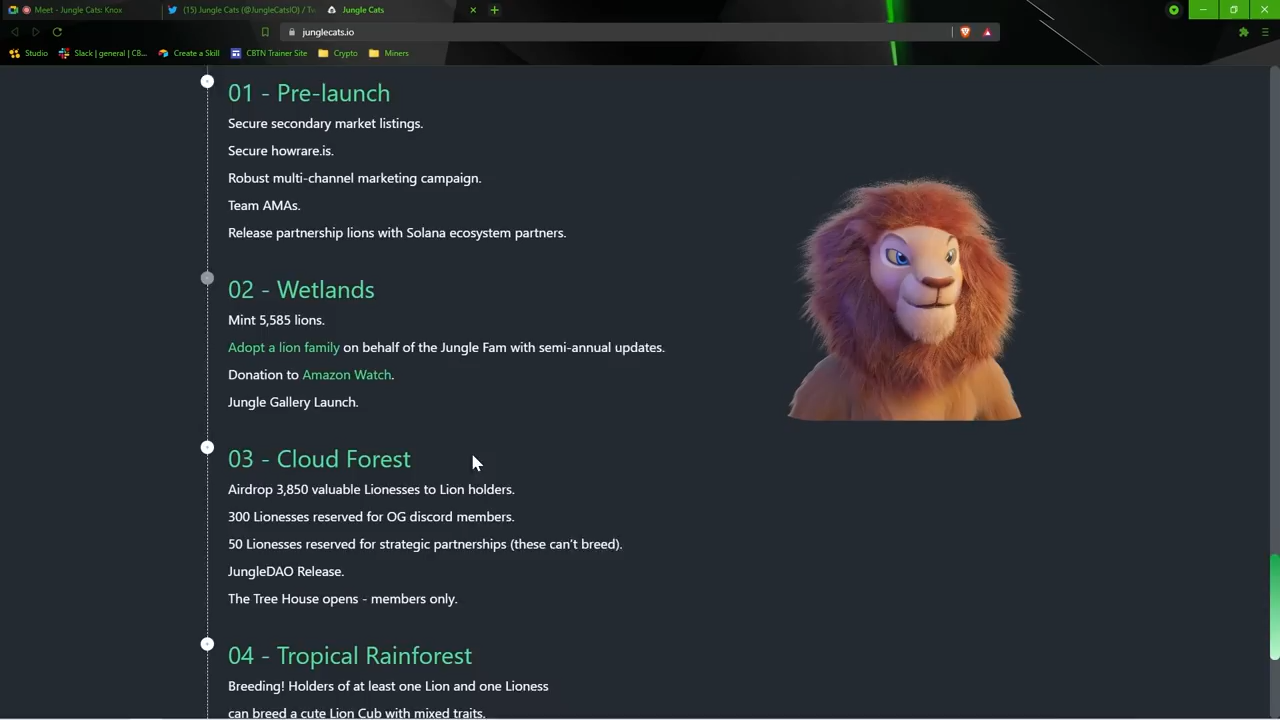 Meet - Jungle Cats: Knox
(15) Jungle Cats (@JungleCatsIO) / Tw
Jungle Cats
junglecats.io
Studio
Slack | general | CB...
Create a Skill
CBTN Trainer Site
Crypto
Miners
01 - Pre-launch
Secure secondary market listings.
Secure howrare.is.
Robust multi-channel marketing campaign.
Team AMAs.
Release partnership lions with Solana ecosystem partners.
02 - Wetlands
Mint 5,585 lions.
Adopt a lion family on behalf of the Jungle Fam with semi-annual updates.
Donation to Amazon Watch.
Jungle Gallery Launch.
03 - Cloud Forest
Airdrop 3,850 valuable Lionesses to Lion holders.
300 Lionesses reserved for OG discord members.
50 Lionesses reserved for strategic partnerships (these can't breed).
JungleDAO Release.
The Tree House opens - members only.
04 - Tropical Rainforest
Breeding! Holders of at least one Lion and one Lioness
can breed a cute Lion Cub with mixed traits.